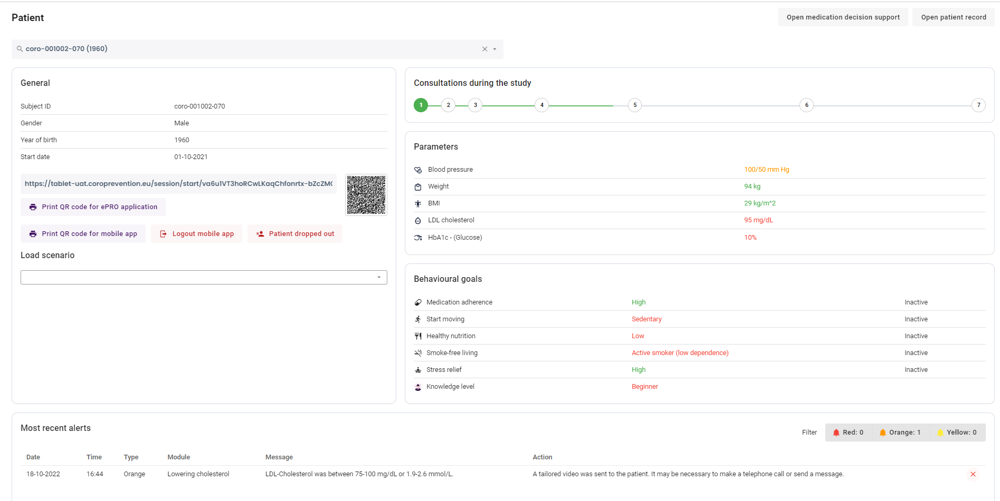 Patient
Open medication decision support
Open patient record
coro-001002-070 (1960)
General
Subject ID coro-001002-070
Gender Male
Year of birth 1960
Start date 01-10-2021
https://tablet-uat.coroprevention.eu/session/start/va6u1VT3hoRCwLKaqChfonrtx-bZcZM
Print QR code for ePRO application
Print QR code for mobile app
Logout mobile app
Patient dropped out
Load scenario
Consultations during the study
1 2 3 4 5 6 7
Parameters
Blood pressure 100/50 mm Hg
Weight 94 kg
BMI 29 kg/m^2
LDL cholesterol 95 mg/dL
HbA1c - (Glucose) 10%
Behavioural goals
Medication adherence High Inactive
Start moving Sedentary Inactive
Healthy nutrition Low Inactive
Smoke-free living Active smoker (low dependence) Inactive
Stress relief High Inactive
Knowledge level Beginner
Most recent alerts
Filter Red: 0 Orange: 1 Yellow: 0
Date Time Type Module Message Action
18-10-2022 16:44 Orange Lowering cholesterol LDL-Cholesterol was between 75-100 mg/dL or 1.9-2.6 mmol/L. A tailored video was sent to the patient. It may be necessary to make a telephone call or send a message.